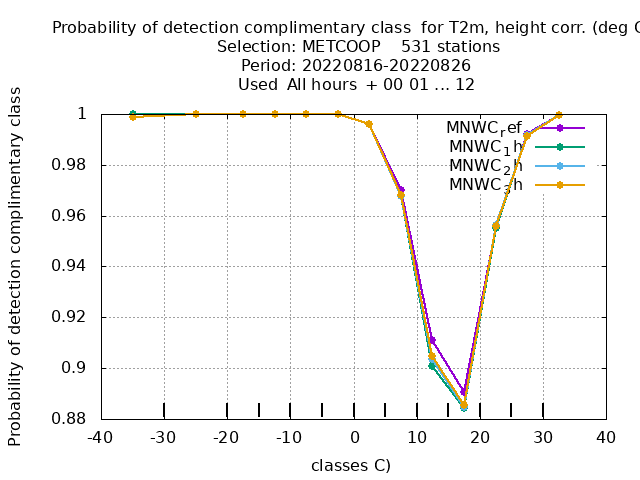 Probability of detection complimentary class for T2m, height corr. (deg C
Selection: METCOOP 531 stations
Period: 20220816-20220826
Used All hours + 00 01 ... 12
Probability of detection complimentary class
1
0.98
0.96
0.94
0.92
0.9
0.88
MNWC_ref
MNWC_1h
MNWC_2h
MNWC_3h
-40 -30 -20 -10 0 10 20 30 40
classes C)